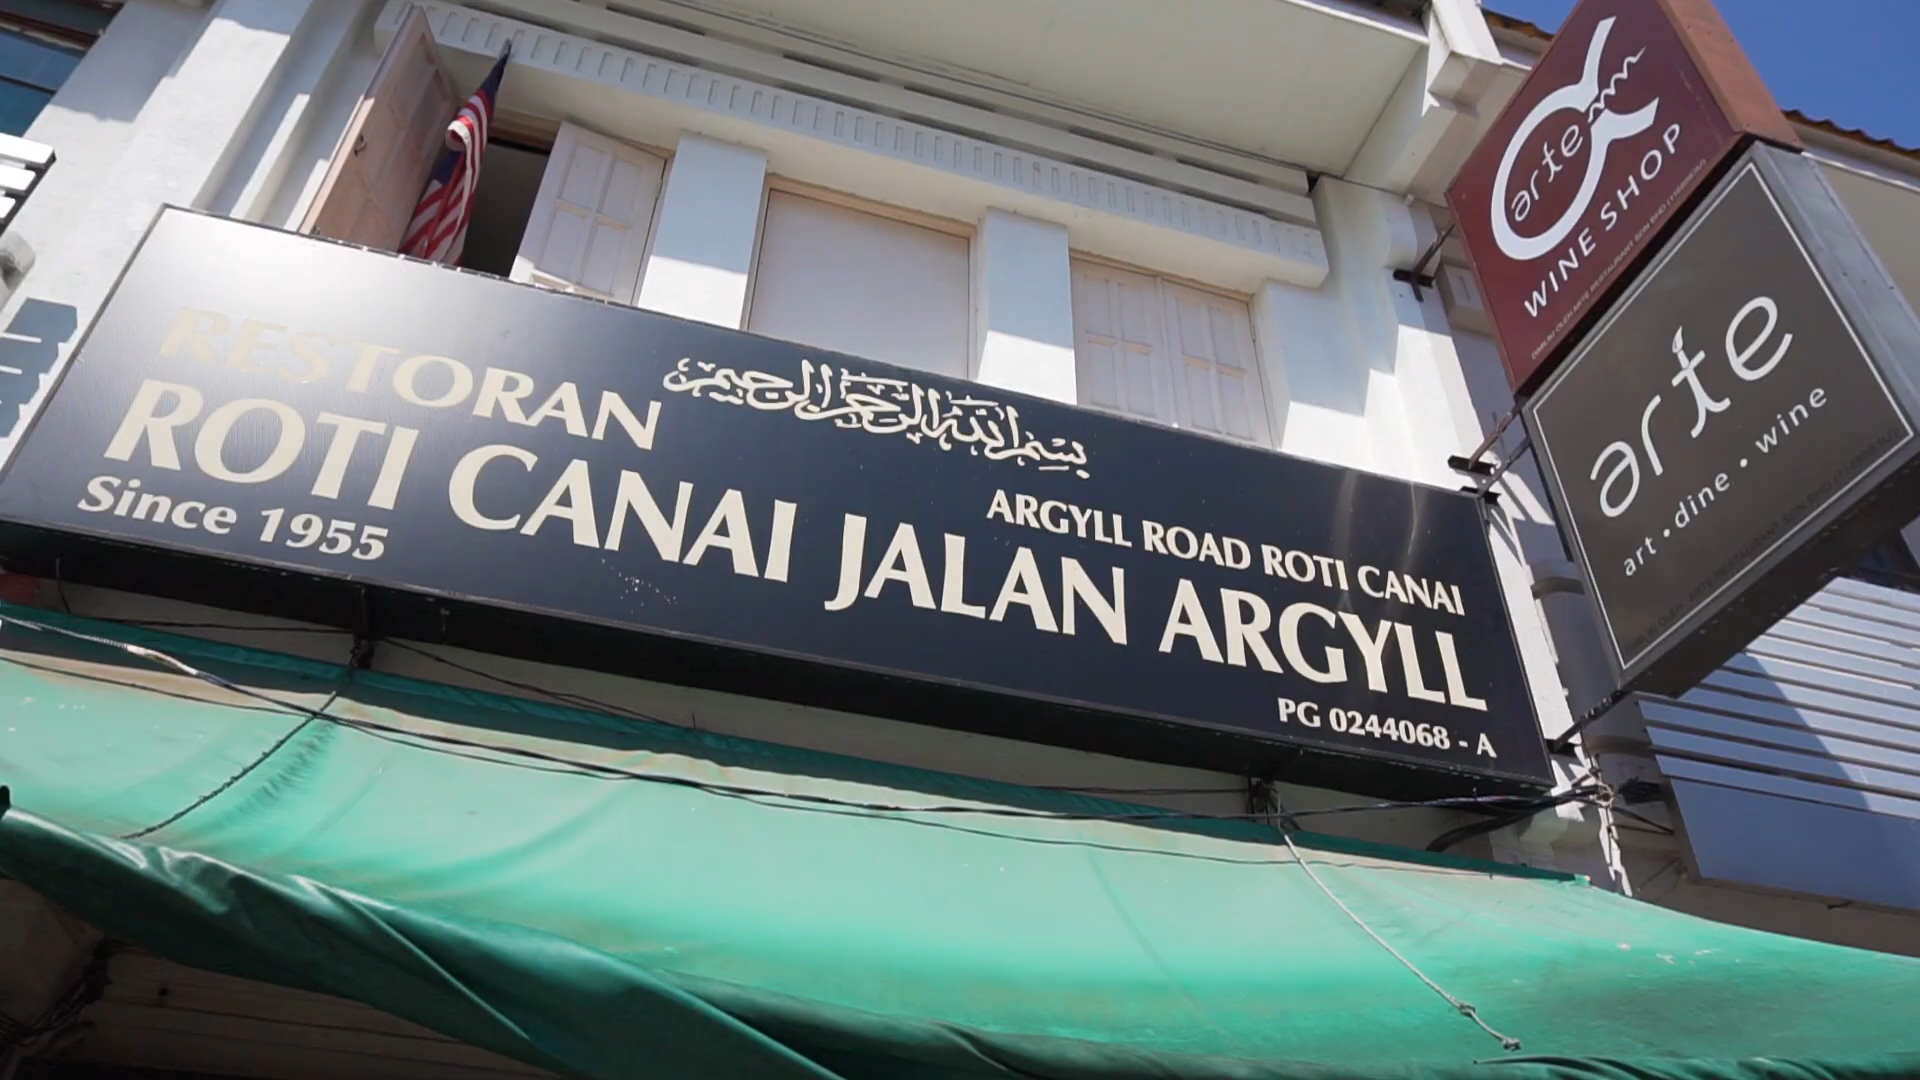 RESTORAN
بسم الله الرحمن الرحيم
ARGYLL ROAD ROTI CANAI
ROTI CANAI JALAN ARGYLL
Since 1955
PG 0244068 - A
arte
WINE SHOP
arte
art • dine • wine